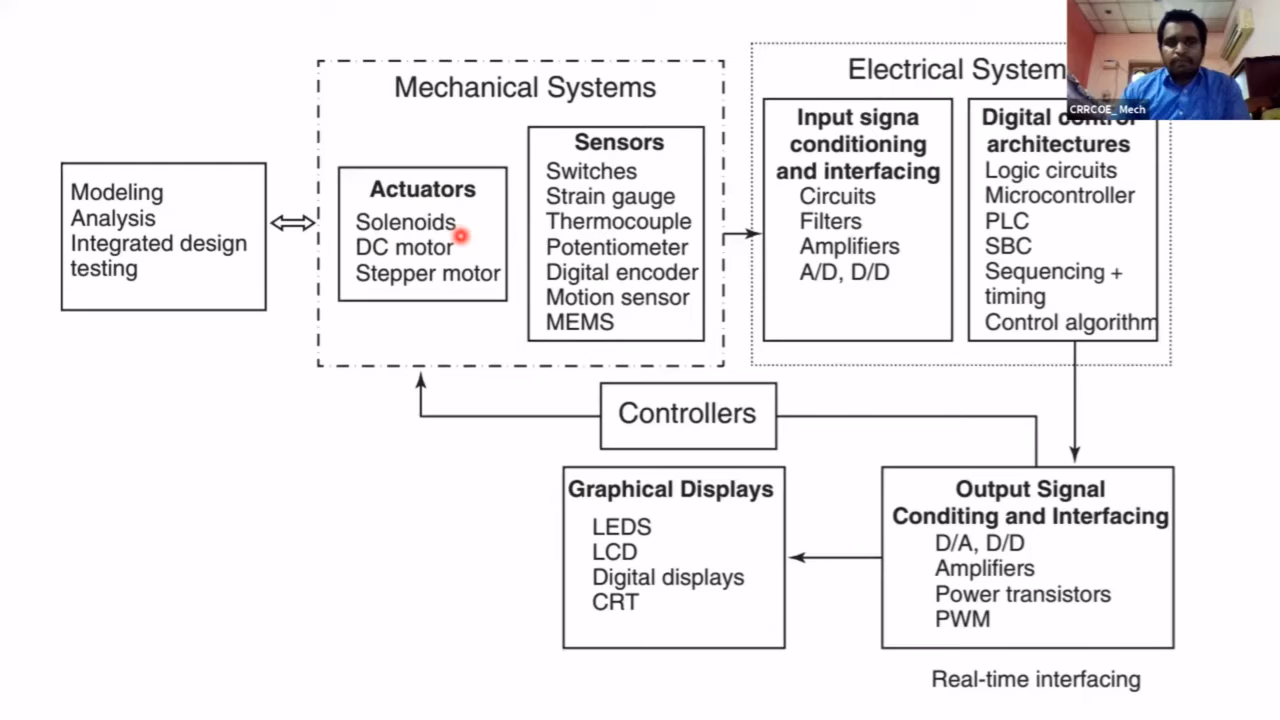 Mechanical Systems
Electrical System
CRRCOE_ Mech
Modeling
Analysis
Integrated design
testing
Actuators
Solenoids
DC motor
Stepper motor
Sensors
Switches
Strain gauge
Thermocouple
Potentiometer
Digital encoder
Motion sensor
MEMS
Input signa
conditioning
and interfacing
Circuits
Filters
Amplifiers
A/D, D/D
Digital control
architectures
Logic circuits
Microcontroller
PLC
SBC
Sequencing +
timing
Control algorithm
Controllers
Graphical Displays
LEDS
LCD
Digital displays
CRT
Output Signal
Conditing and Interfacing
D/A, D/D
Amplifiers
Power transistors
PWM
Real-time interfacing